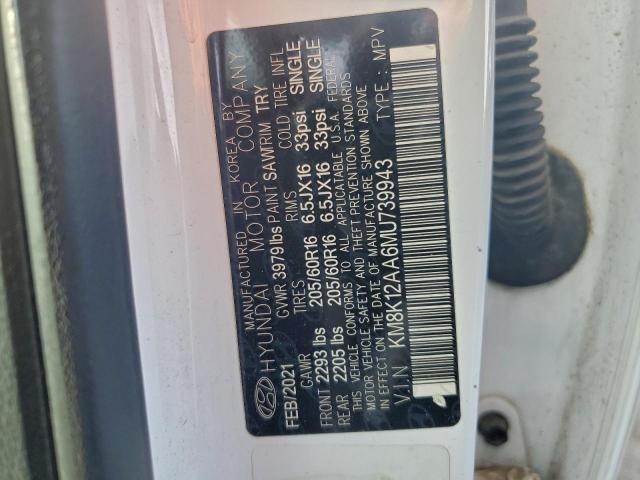 MANUFACTURED IN KOREA BY
HYUNDAI MOTOR COMPANY
FEB/2021 GVWR 3979lbs PAINT SAW TRIM TRY
GAWR TIRES RIMS COLD TIRE INFL
FRONT 2293 lbs 205/60R16 6.5JX16 33psi SINGLE
REAR 2205 lbs 205/60R16 6.5JX16 33psi SINGLE
THIS VEHICLE CONFORMS TO ALL APPLICABLE U.S.A. FEDERAL
MOTOR VEHICLE SAFETY AND THEFT PREVENTION STANDARDS
IN EFFECT ON THE DATE OF MANUFACTURE SHOWN ABOVE
V.I.N KM8K12AA6MU739943 TYPE : MPV